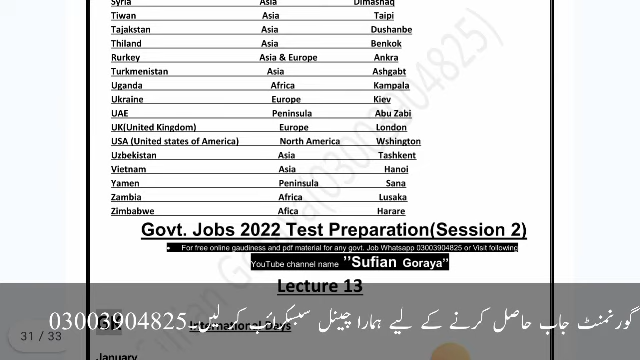 Syria Asia Dimashq
Tiwan Asia Taipi
Tajakstan Asia Dushanbe
Thiland Asia Benkok
Rurkey Asia & Europe Ankra
Turkmenistan Asia Ashgabt
Uganda Africa Kampala
Ukraine Europe Kiev
UAE Peninsula Abu Zabi
UK(United Kingdom) Europe London
USA (United states of America) North America Wshington
Uzbekistan Asia Tashkent
Vietnam Asia Hanoi
Yamen Peninsula Sana
Zambia Africa Lusaka
Zimbabwe Afica Harare
Govt. Jobs 2022 Test Preparation(Session 2)
For free online gaudiness and pdf material for any govt. Job Whatsapp 03003904825 or Visit following
YouTube channel name ”Sufian Goraya”
Lecture 13
گورنمنٹ جاب حاصل کرنے کے لیے ہمارا چینل سبسکرائب کر لیں۔03003904825
International Days
31 / 33
January